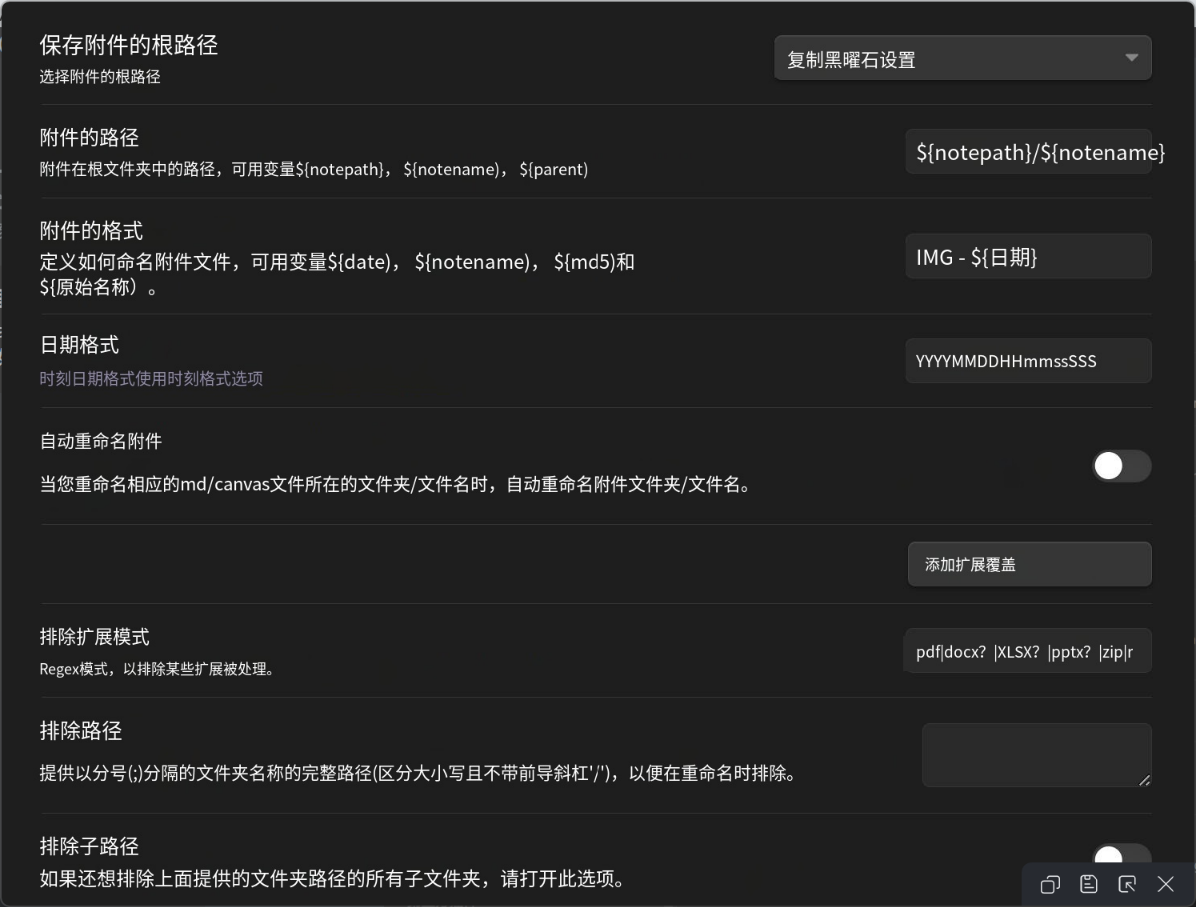 保存附件的根路径
选择附件的根路径
复制黑曜石设置
附件的路径
附件在根文件夹中的路径，可用变量${notepath}， ${notename)， ${parent)
${notepath}/${notename}
附件的格式
定义如何命名附件文件，可用变量${date)， ${notename)， ${md5)和
${原始名称）。
IMG - ${日期}
日期格式
时刻日期格式使用时刻格式选项
YYYYMMDDHHmmssSSS
自动重命名附件
当您重命名相应的md/canvas文件所在的文件夹/文件名时，自动重命名附件文件夹/文件名。
添加扩展覆盖
排除扩展模式
Regex模式，以排除某些扩展被处理。
pdf|docx？|XLSX？|pptx？|zip|r
排除路径
提供以分号(;)分隔的文件夹名称的完整路径(区分大小写且不带前导斜杠'/')，以便在重命名时排除。
排除子路径
如果还想排除上面提供的文件夹路径的所有子文件夹，请打开此选项。